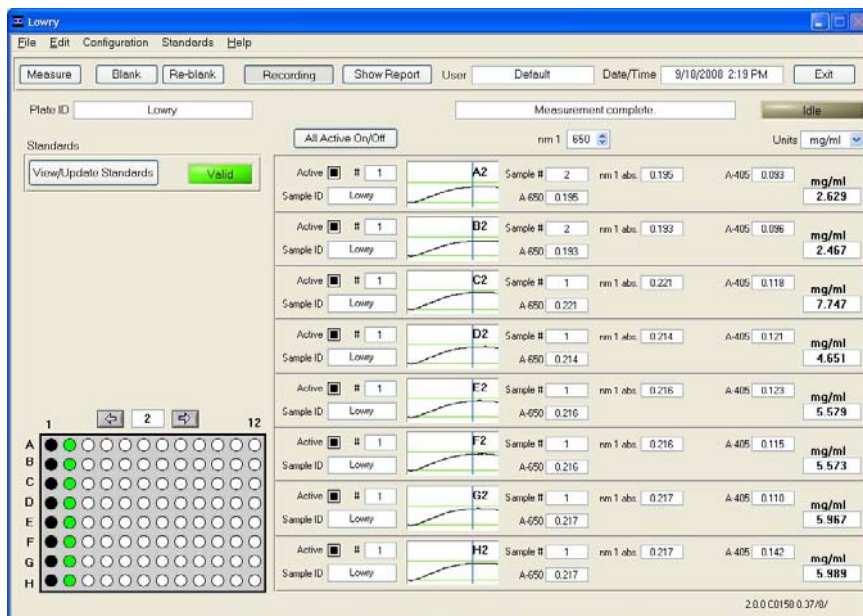 Lowry
File Edit Configuration Standards Help
Measure Blank Re-blank Recording Show Report User Default Date/Time 9/10/2008 2:19 PM Exit
Plate ID Lowry Measurement complete. Idle
All Active On/Off nm 1 650 Units mg/ml
Standards
View/Update Standards Valid
Active # 1 A2 Sample # 2 nm 1 abs. 0.195 A-405 0.093 mg/ml
Sample ID Lowry A-650 0.195 2.629
Active # 1 B2 Sample # 2 nm 1 abs. 0.193 A-405 0.096 mg/ml
Sample ID Lowry A-650 0.193 2.467
Active # 1 C2 Sample # 1 nm 1 abs. 0.221 A-405 0.118 mg/ml
Sample ID Lowry A-650 0.221 7.747
Active # 1 D2 Sample # 1 nm 1 abs. 0.214 A-405 0.121 mg/ml
Sample ID Lowry A-650 0.214 4.651
Active # 1 E2 Sample # 1 nm 1 abs. 0.216 A-405 0.123 mg/ml
Sample ID Lowry A-650 0.216 5.579
Active # 1 F2 Sample # 1 nm 1 abs. 0.216 A-405 0.115 mg/ml
Sample ID Lowry A-650 0.216 5.573
Active # 1 G2 Sample # 1 nm 1 abs. 0.217 A-405 0.110 mg/ml
Sample ID Lowry A-650 0.217 5.967
Active # 1 H2 Sample # 1 nm 1 abs. 0.217 A-405 0.142 mg/ml
Sample ID Lowry A-650 0.217 5.989
1 2 12
A
B
C
D
E
F
G
H
2.0.0 C0158 0.37/0/